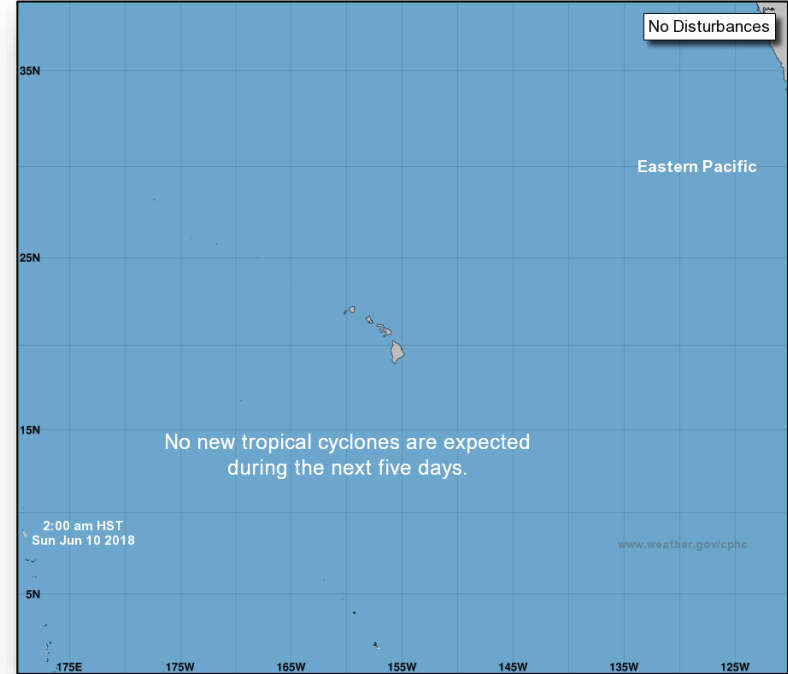 No Disturbances
35N
Eastern Pacific
25N
15N
No new tropical cyclones are expected
during the next five days.
2:00 am HST
Sun Jun 10 2018
www.weather.gov/cphc
5N
175E 175W 165W 155W 145W 135W 125W